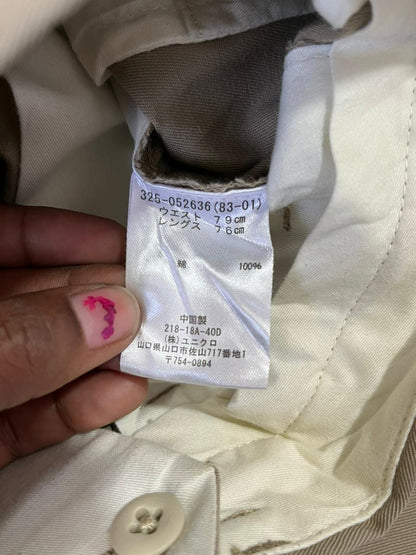 325-052636(83-01)
ウエスト 79cm
レングス 76cm
綿 100%
中国製
218-18A-40D
(株)ユニクロ
山口県山口市佐山717番地1
〒754-0894